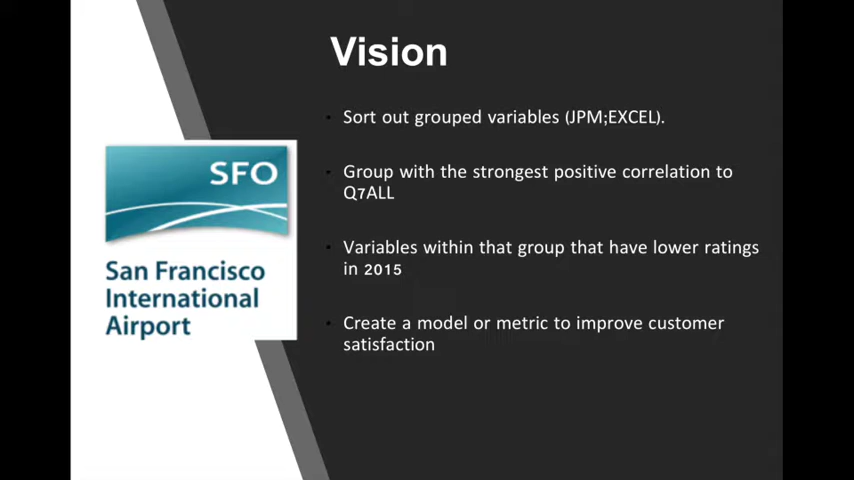 Vision
Sort out grouped variables (JPM;EXCEL).
Group with the strongest positive correlation to
Q7ALL
Variables within that group that have lower ratings
in 2015
Create a model or metric to improve customer
satisfaction
SFO
San Francisco
International
Airport